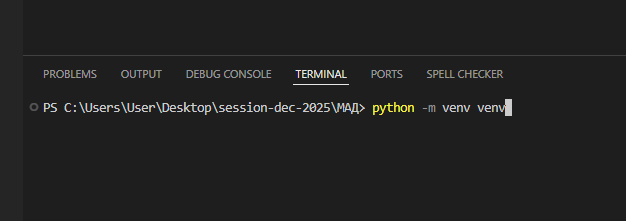 PROBLEMS OUTPUT DEBUG CONSOLE TERMINAL PORTS SPELL CHECKER
PS C:\Users\User\Desktop\session-dec-2025\МАД> python -m venv venv